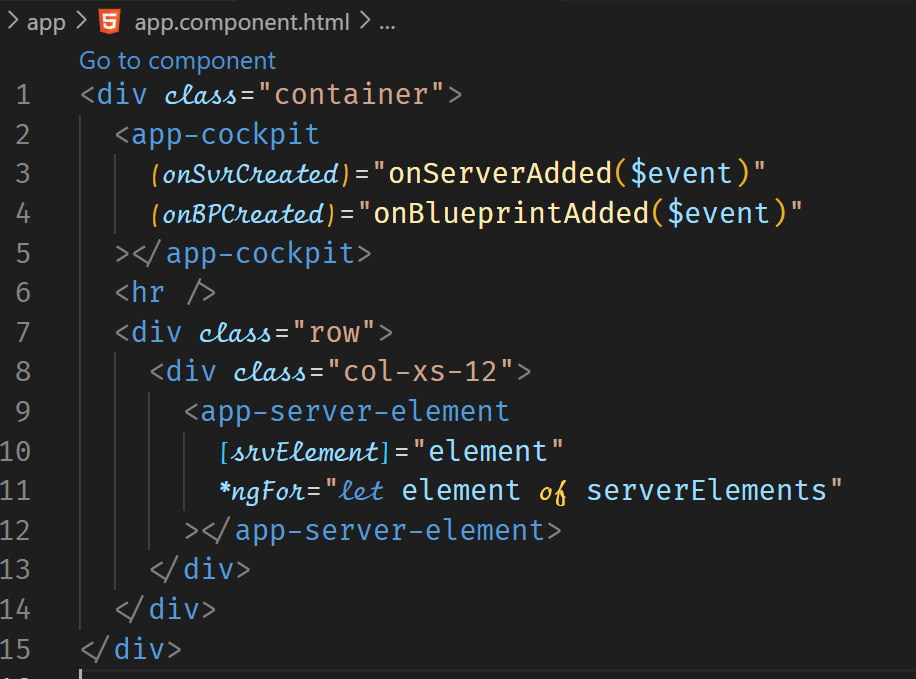 > app > app.component.html > ...
Go to component
1 <div class="container">
2 <app-cockpit
3 (onSvrCreated)="onServerAdded($event)"
4 (onBPCreated)="onBlueprintAdded($event)"
5 ></app-cockpit>
6 <hr />
7 <div class="row">
8 <div class="col-xs-12">
9 <app-server-element
10 [srvElement]="element"
11 *ngFor="let element of serverElements"
12 ></app-server-element>
13 </div>
14 </div>
15 </div>